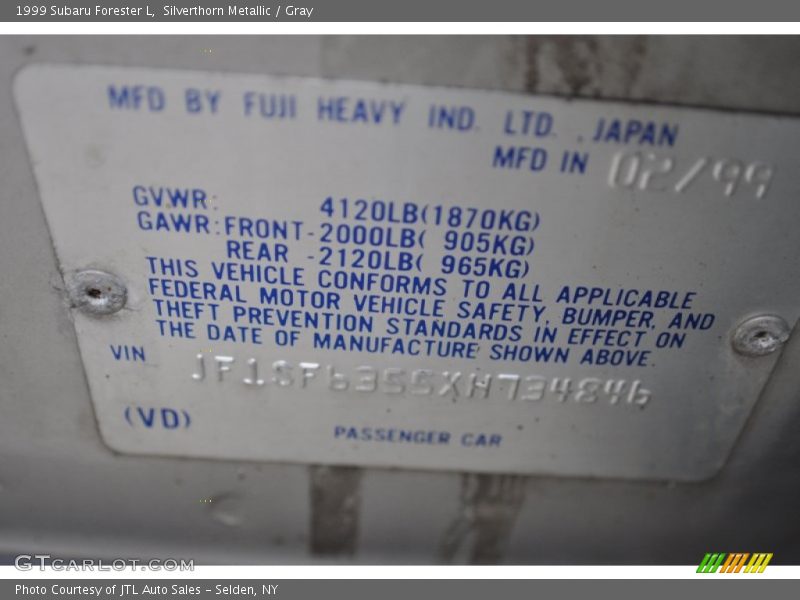 1999 Subaru Forester L, Silverthorn Metallic / Gray
MFD BY FUJI HEAVY IND. LTD. , JAPAN
MFD IN 02/99
GVWR: 4120LB(1870KG)
GAWR:FRONT-2000LB( 905KG)
REAR -2120LB( 965KG)
THIS VEHICLE CONFORMS TO ALL APPLICABLE
FEDERAL MOTOR VEHICLE SAFETY, BUMPER, AND
THEFT PREVENTION STANDARDS IN EFFECT ON
THE DATE OF MANUFACTURE SHOWN ABOVE.
VIN JF1SF6355XH734846
(VD)
PASSENGER CAR
GTCARLOT.COM
Photo Courtesy of JTL Auto Sales - Selden, NY